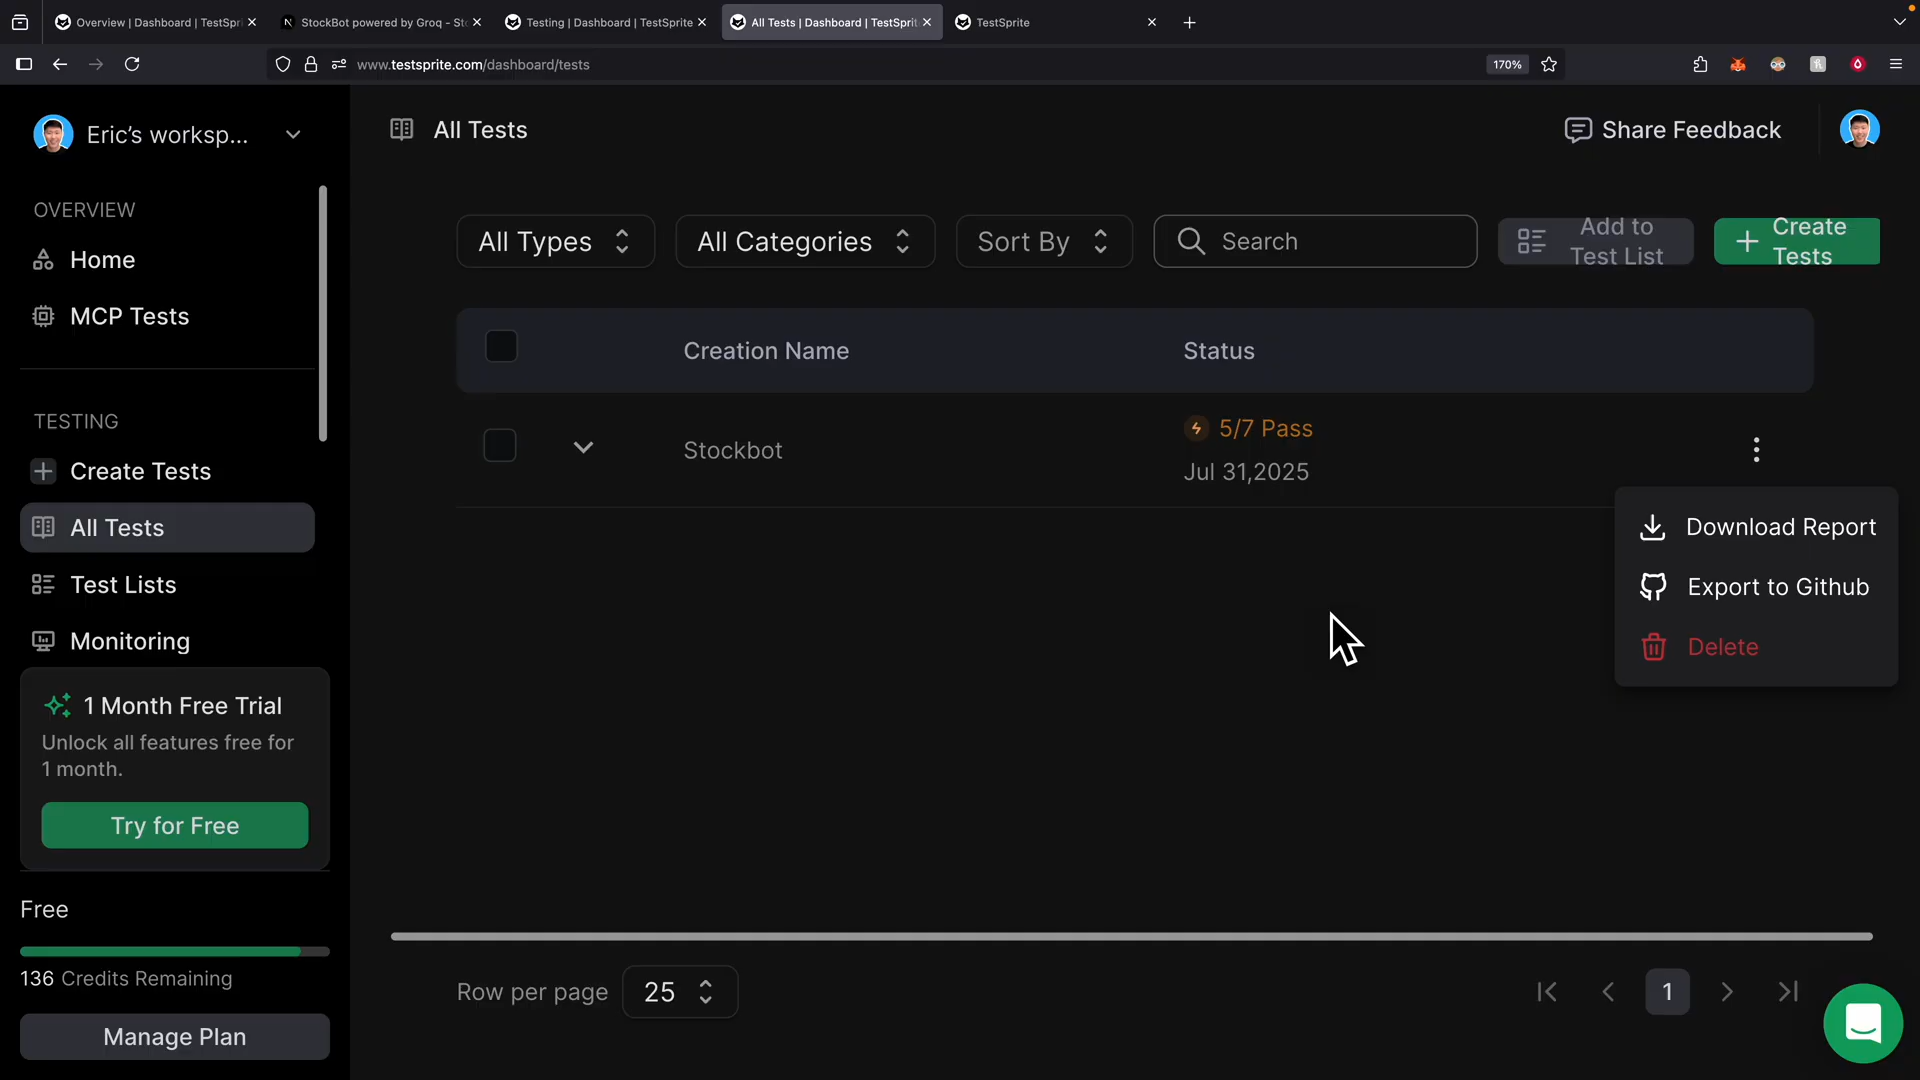 Overview | Dashboard | TestSpri
StockBot powered by Groq - Sto
Testing | Dashboard | TestSprite
All Tests | Dashboard | TestSprit
TestSprite
www.testsprite.com/dashboard/tests
170%
Eric's worksp...
All Tests
Share Feedback
OVERVIEW
Home
MCP Tests
TESTING
Create Tests
All Tests
Test Lists
Monitoring
1 Month Free Trial
Unlock all features free for
1 month.
Try for Free
Free
136 Credits Remaining
Manage Plan
All Types
All Categories
Sort By
Search
Add to
Test List
Create
Tests
Creation Name
Status
Stockbot
5/7 Pass
Jul 31,2025
Download Report
Export to Github
Delete
Row per page
25
1